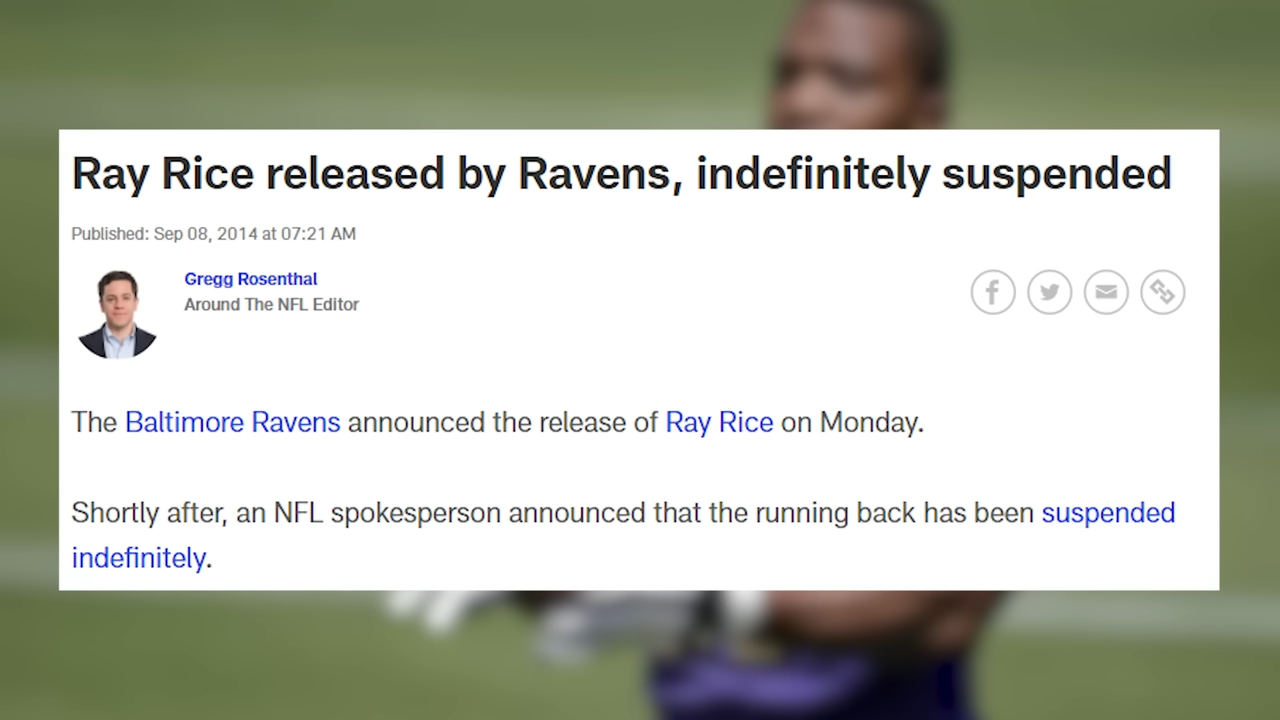 Ray Rice released by Ravens, indefinitely suspended
Published: Sep 08, 2014 at 07:21 AM
Gregg Rosenthal
Around The NFL Editor
The Baltimore Ravens announced the release of Ray Rice on Monday.
Shortly after, an NFL spokesperson announced that the running back has been suspended
indefinitely.